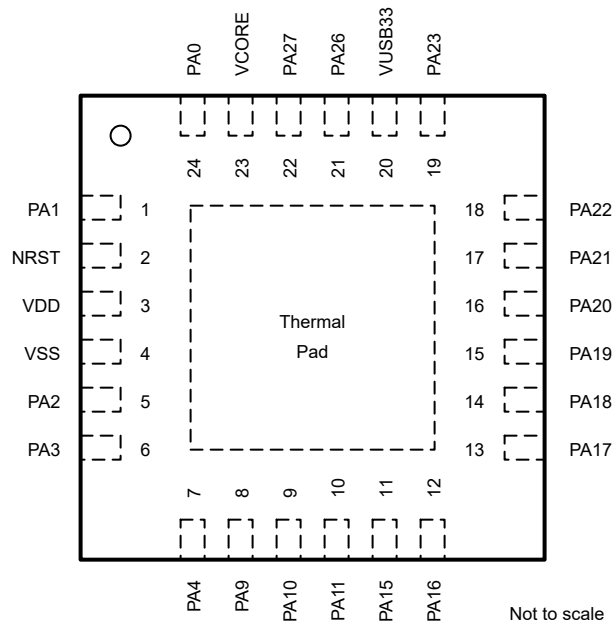 PA0 VCORE PA27 PA26 VUSB33 PA23
24 23 22 21 20 19
PA1 1 18 PA22
NRST 2 17 PA21
VDD 3 16 PA20
VSS 4 15 PA19
PA2 5 14 PA18
PA3 6 13 PA17
Thermal
Pad
7 8 9 10 11 12
PA4 PA9 PA10 PA11 PA15 PA16
Not to scale